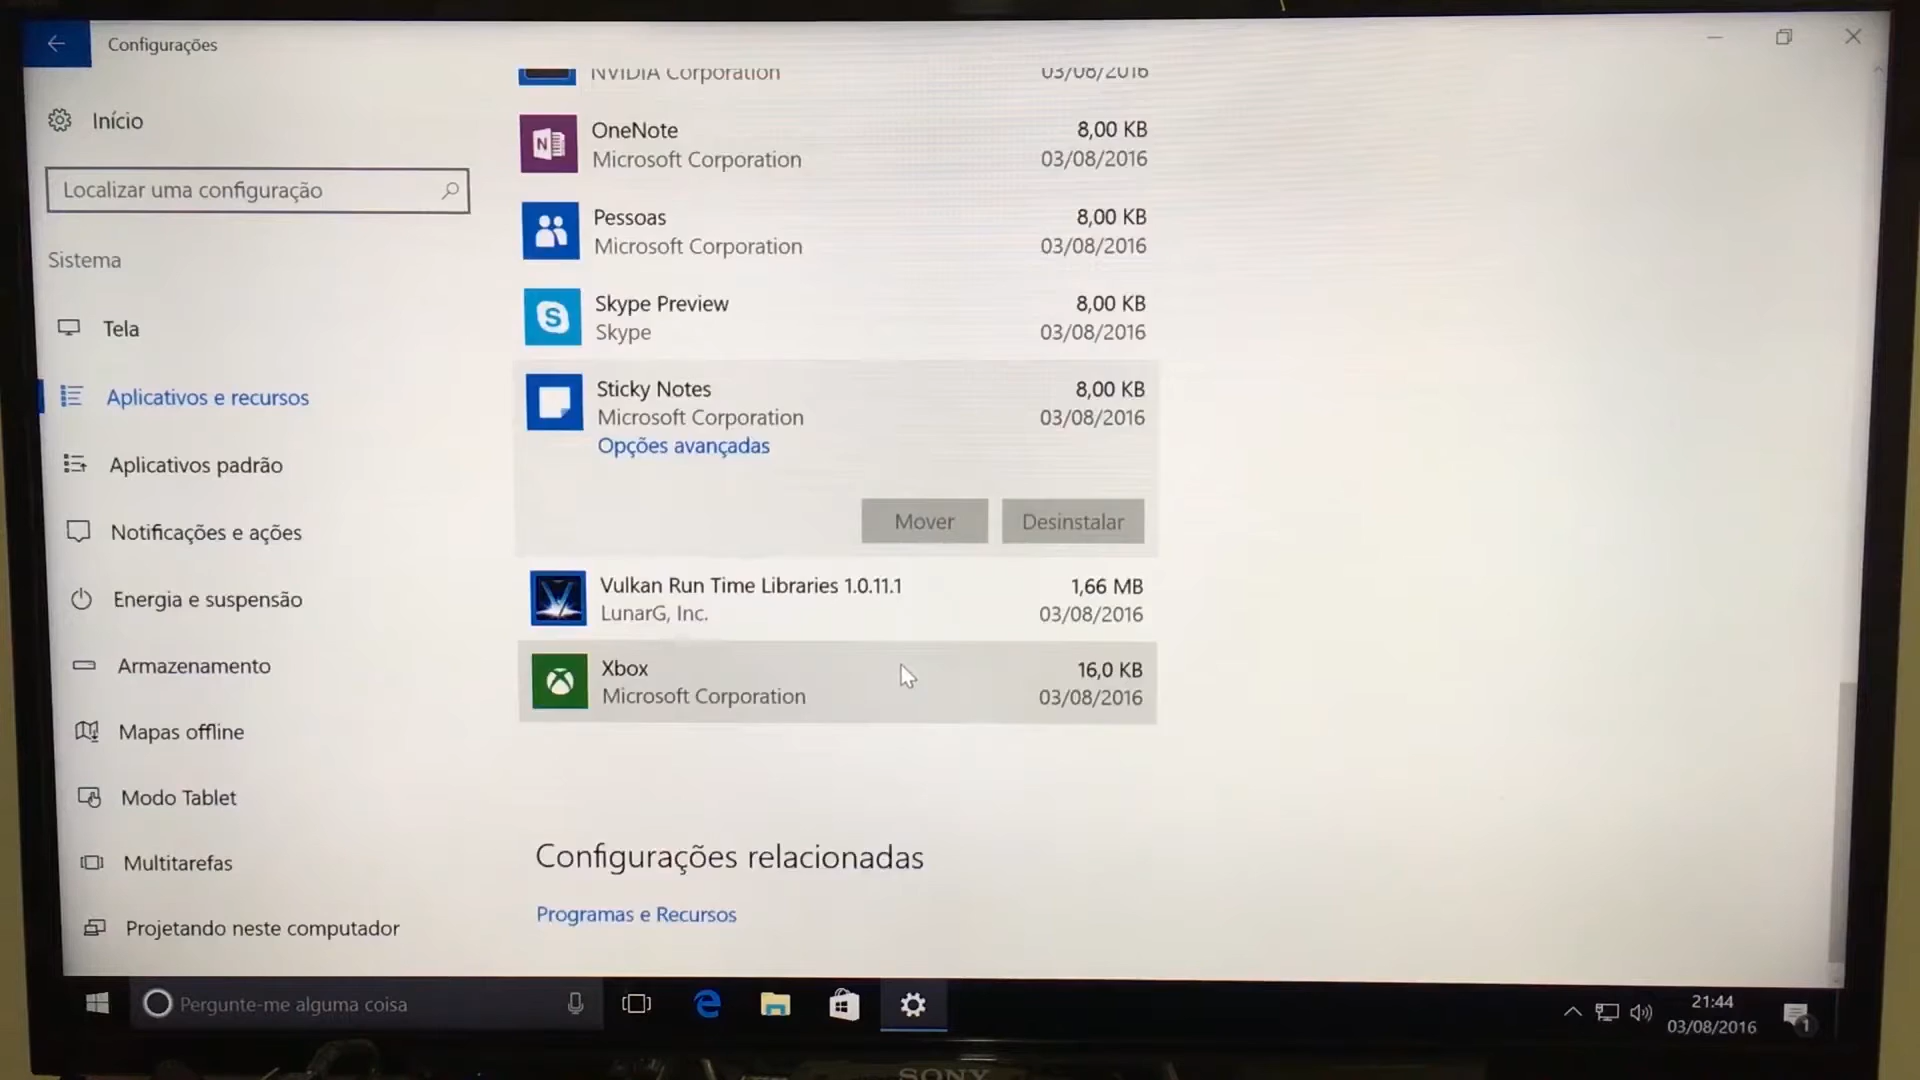 Configurações
Início
Localizar uma configuração
Sistema
Tela
Aplicativos e recursos
Aplicativos padrão
Notificações e ações
Energia e suspensão
Armazenamento
Mapas offline
Modo Tablet
Multitarefas
Projetando neste computador
NVIDIA Corporation 03/08/2016
OneNote 8,00 KB
Microsoft Corporation 03/08/2016
Pessoas 8,00 KB
Microsoft Corporation 03/08/2016
Skype Preview 8,00 KB
Skype 03/08/2016
Sticky Notes 8,00 KB
Microsoft Corporation 03/08/2016
Opções avançadas
Mover Desinstalar
Vulkan Run Time Libraries 1.0.11.1 1,66 MB
LunarG, Inc. 03/08/2016
Xbox 16,0 KB
Microsoft Corporation 03/08/2016
Configurações relacionadas
Programas e Recursos
Pergunte-me alguma coisa
21:44
03/08/2016
1
SONY